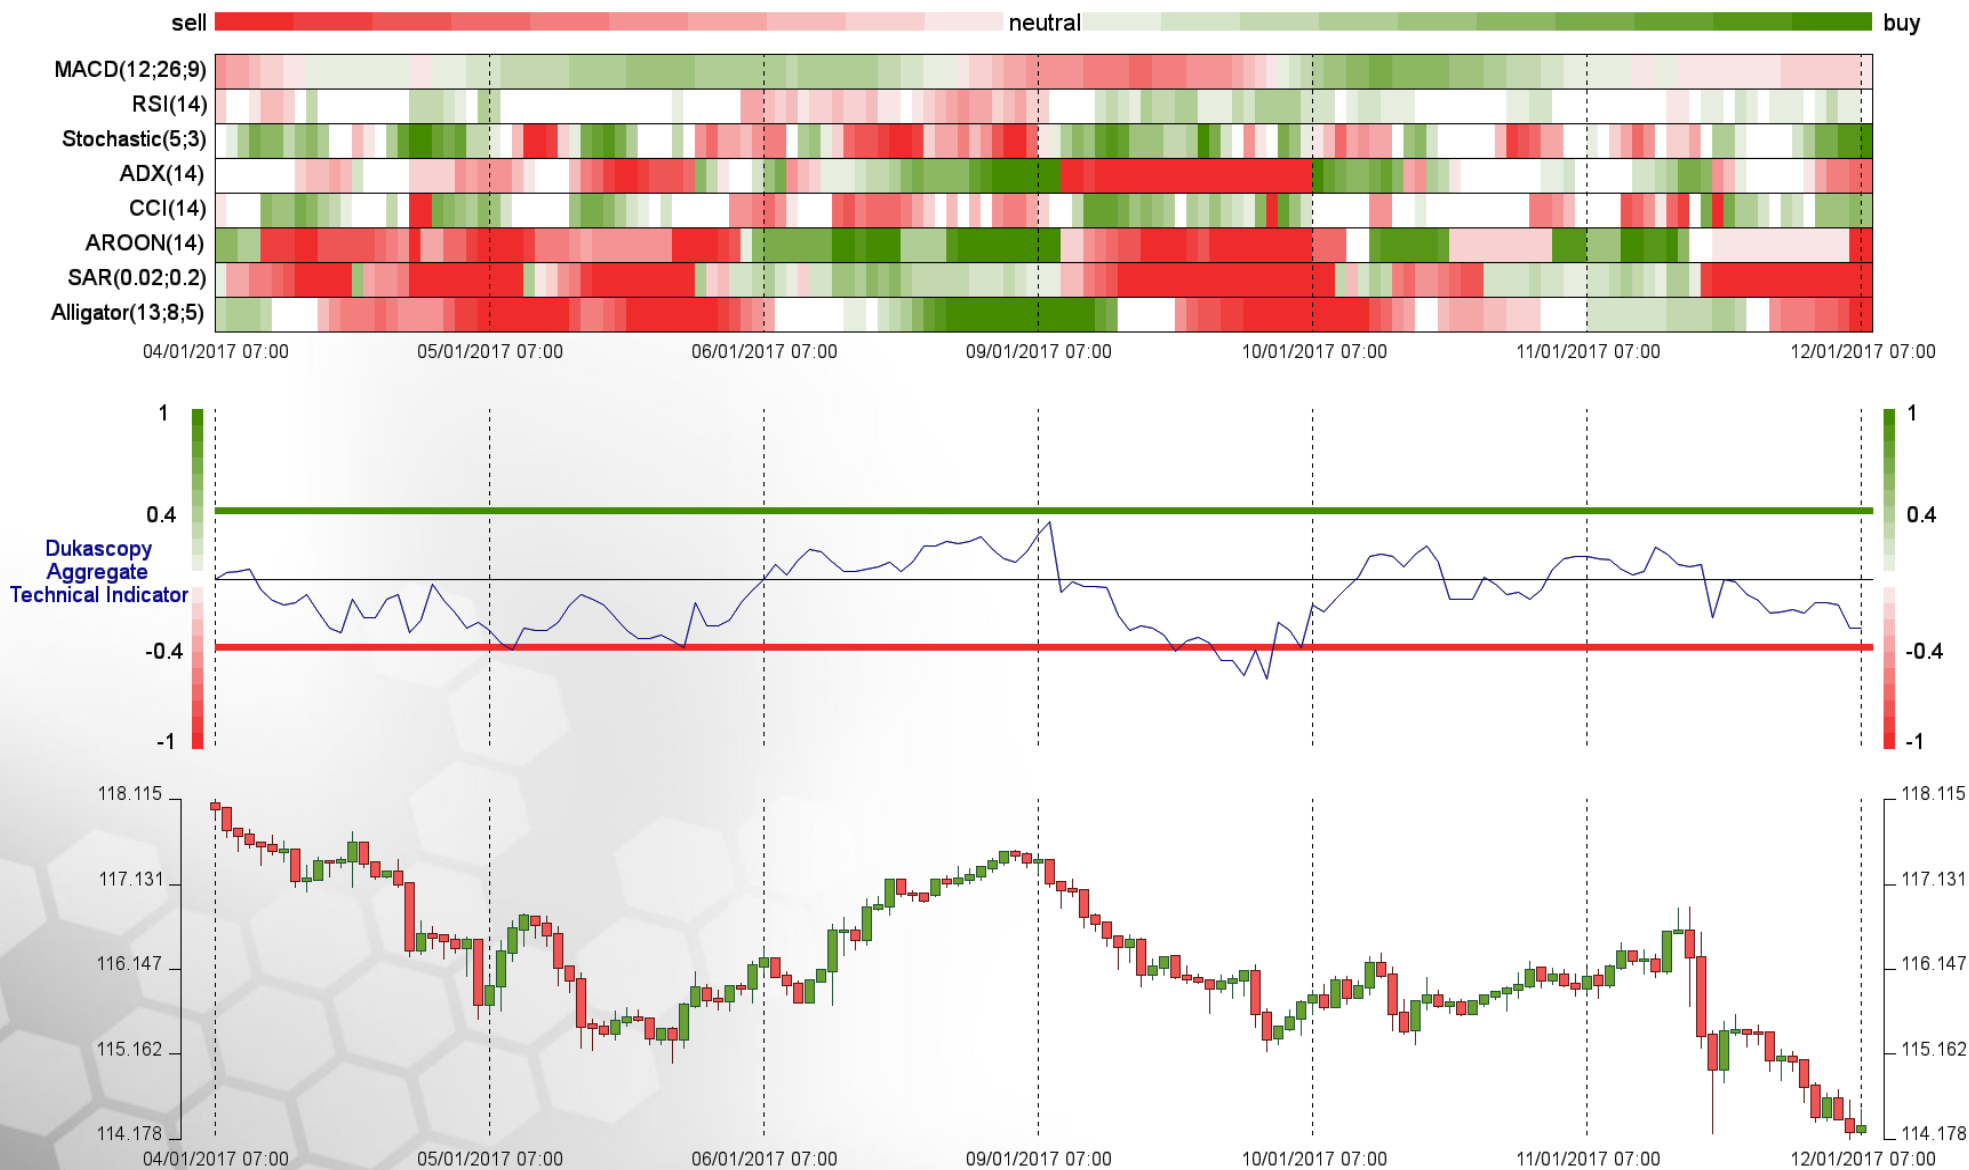 sell neutral buy
MACD(12;26;9)
RSI(14)
Stochastic(5;3)
ADX(14)
CCI(14)
AROON(14)
SAR(0.02;0.2)
Alligator(13;8;5)
04/01/2017 07:00 05/01/2017 07:00 06/01/2017 07:00 09/01/2017 07:00 10/01/2017 07:00 11/01/2017 07:00 12/01/2017 07:00
1 1
0.4 0.4
Dukascopy
Aggregate
Technical Indicator
-0.4 -0.4
-1 -1
118.115 118.115
117.131 117.131
116.147 116.147
115.162 115.162
114.178 114.178
04/01/2017 07:00 05/01/2017 07:00 06/01/2017 07:00 09/01/2017 07:00 10/01/2017 07:00 11/01/2017 07:00 12/01/2017 07:00